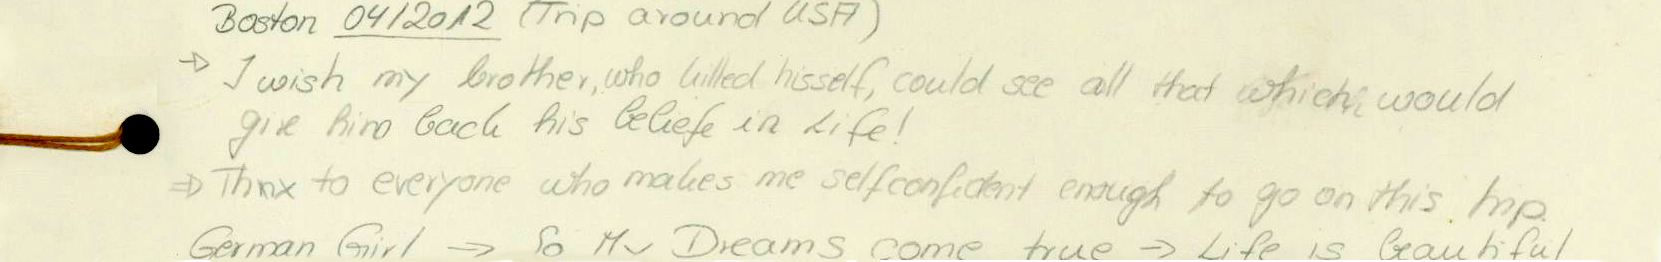 Boston 04/2012 (Trip around USA)
→ I wish my brother, who killed hisself, could see all that which would
give him back his beliefe in Life!
⇒ Thnx to everyone who makes me selfconfident enough to go on this trip.
German Girl → So My Dreams come true → Life is beautiful